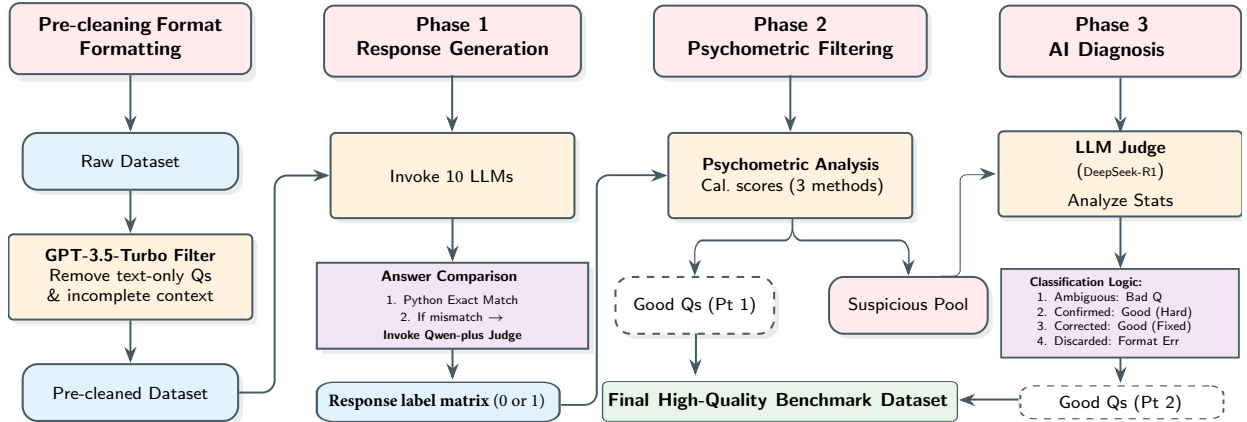 Pre-cleaning Format
Formatting
Raw Dataset
GPT-3.5-Turbo Filter
Remove text-only Qs
& incomplete context
Pre-cleaned Dataset
Phase 1
Response Generation
Invoke 10 LLMs
Answer Comparison
1. Python Exact Match
2. If mismatch →
Invoke Qwen-plus Judge
Response label matrix (0 or 1)
Phase 2
Psychometric Filtering
Psychometric Analysis
Cal. scores (3 methods)
Good Qs (Pt 1)
Suspicious Pool
Final High-Quality Benchmark Dataset
Phase 3
AI Diagnosis
LLM Judge
(DeepSeek-R1)
Analyze Stats
Classification Logic:
1. Ambiguous: Bad Q
2. Confirmed: Good (Hard)
3. Corrected: Good (Fixed)
4. Discarded: Format Err
Good Qs (Pt 2)